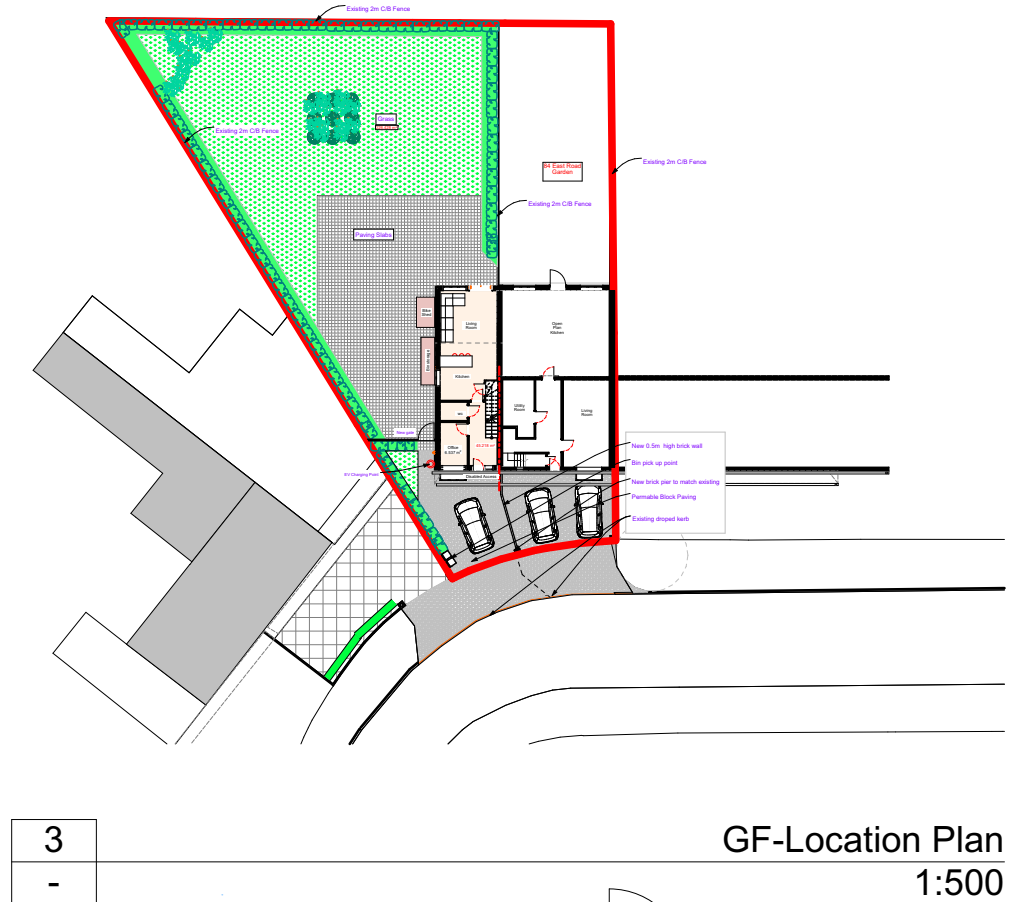 Existing 2m C/B Fence
Grass
Existing 2m C/B Fence
Existing 2m C/B Fence
84 East Road
Garden
Existing 2m C/B Fence
Paving Slabs
Bike
Shed
Living
Room
Open
Plan
Kitchen
Kitchen
Utility
Room
Living
Room
New gate
Office
New 0.5m high brick wall
Bin pick up point
EV Charging Point
Disabled Access
New brick pier to match existing
Permable Block Paving
Existing droped kerb
3
GF-Location Plan
-
1:500